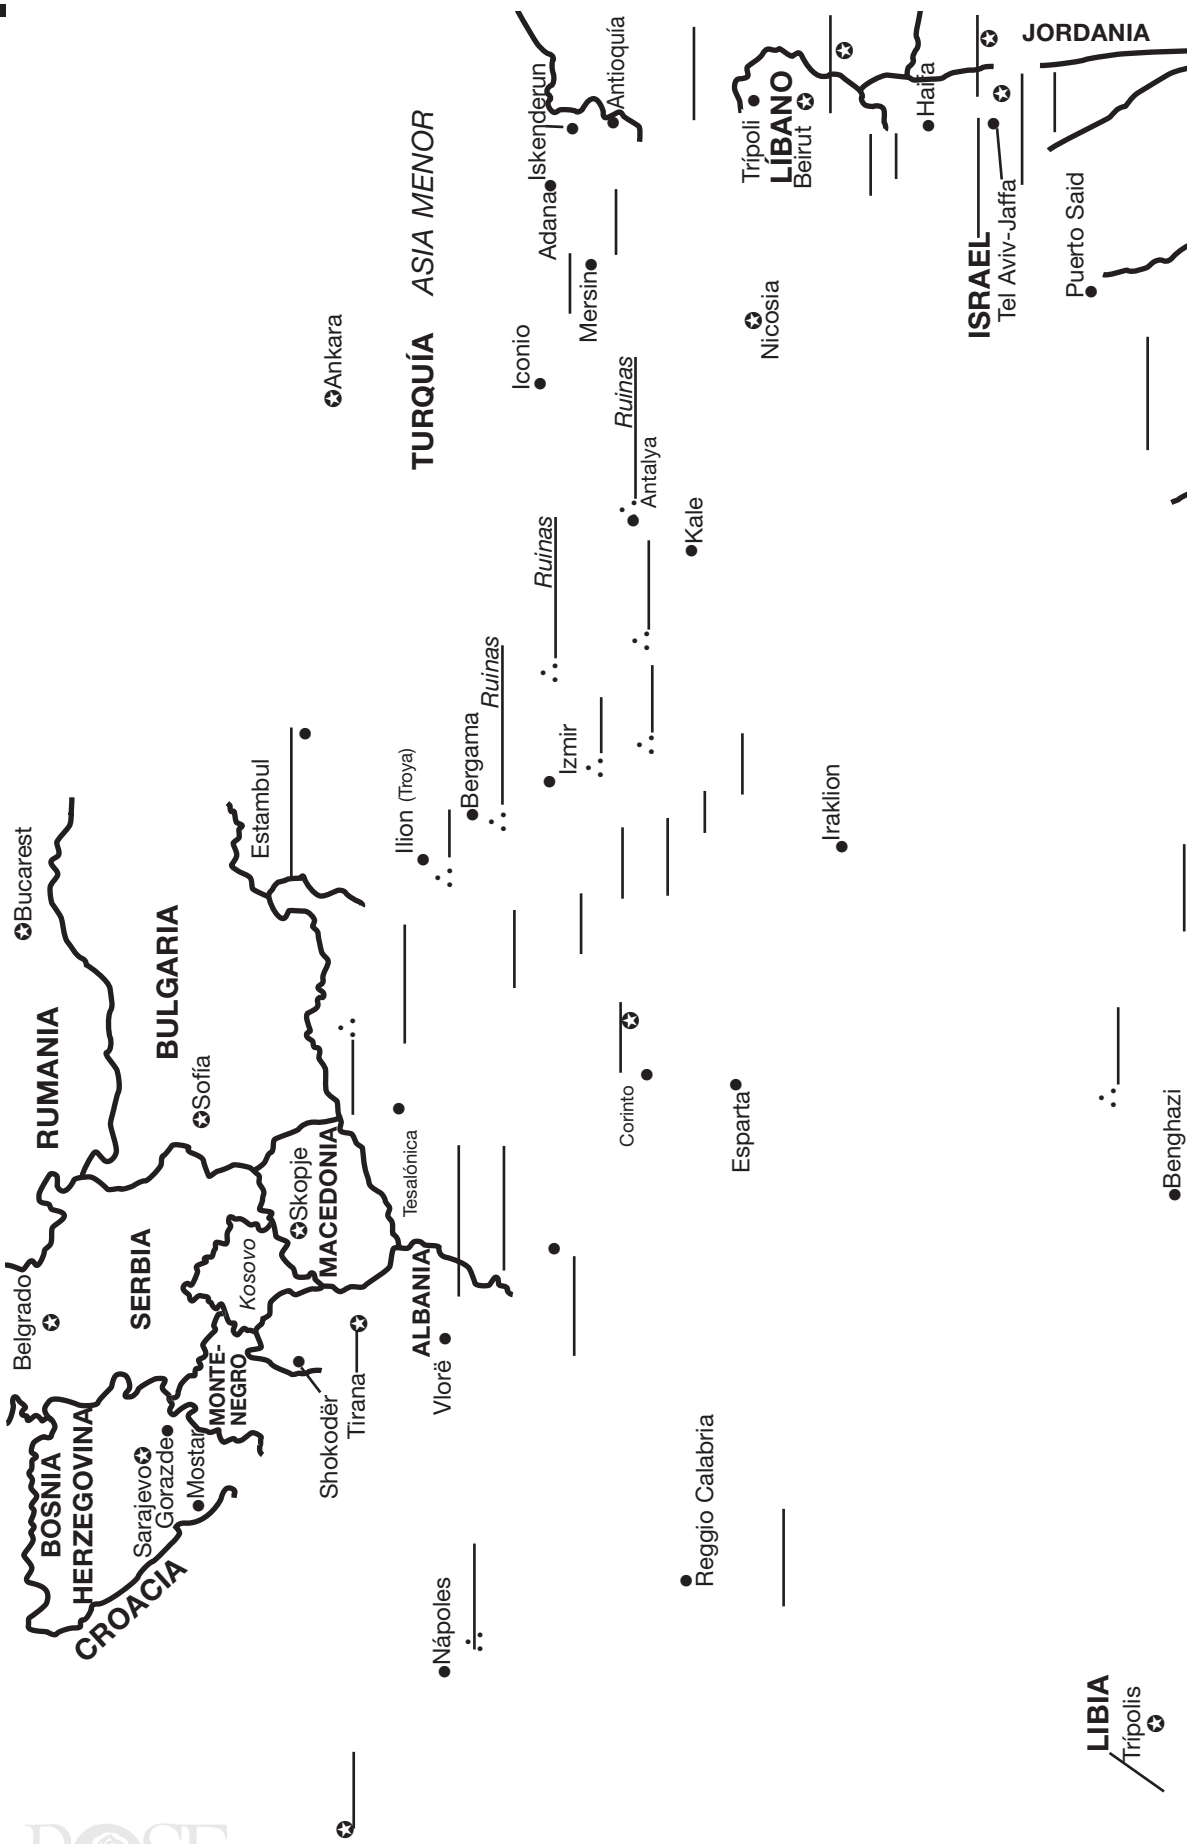 ROSE
Bucarest
RUMANIA
Belgrado
BOSNIA
HERZEGOVINA
SERBIA
BULGARIA
Sofía
Sarajevo
Gorazde
Mostar
CROACIA
MONTE-
NEGRO
Kosovo
Skopje
MACEDONIA
Estambul
Ankara
Shokodër
Tirana
ALBANIA
Vlorë
Tesalónica
Ilion (Troya)
Bergama
Ruinas
TURQUÍA
ASIA MENOR
Nápoles
Iconio
Adana
Iskenderun
Ruinas
Izmir
Mersin
Antioquía
Ruinas
Antalya
Corinto
Kale
Reggio Calabria
Esparta
Nicosia
Trípoli
LÍBANO
Beirut
Iraklion
Haifa
ISRAEL
Tel Aviv-Jaffa
JORDANIA
Puerto Said
LIBIA
Trípolis
Benghazi